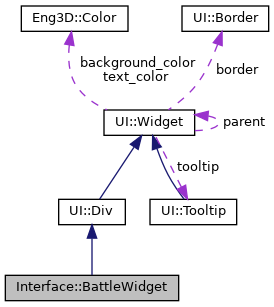 Eng3D::Color
UI::Border
background_color
text_color
border
UI::Widget
parent
tooltip
UI::Div
UI::Tooltip
Interface::BattleWidget